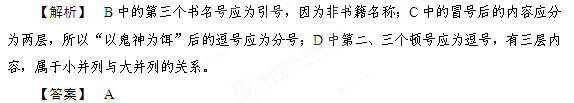 【解析】 B中的第三个书名号应为引号，因为非书籍名称；C中的冒号后的内容应分
为两层，所以“以鬼神为饵”后的逗号应为分号；D中第二、三个顿号应为逗号，有三层内
容，属于小并列与大并列的关系。
【答案】 A